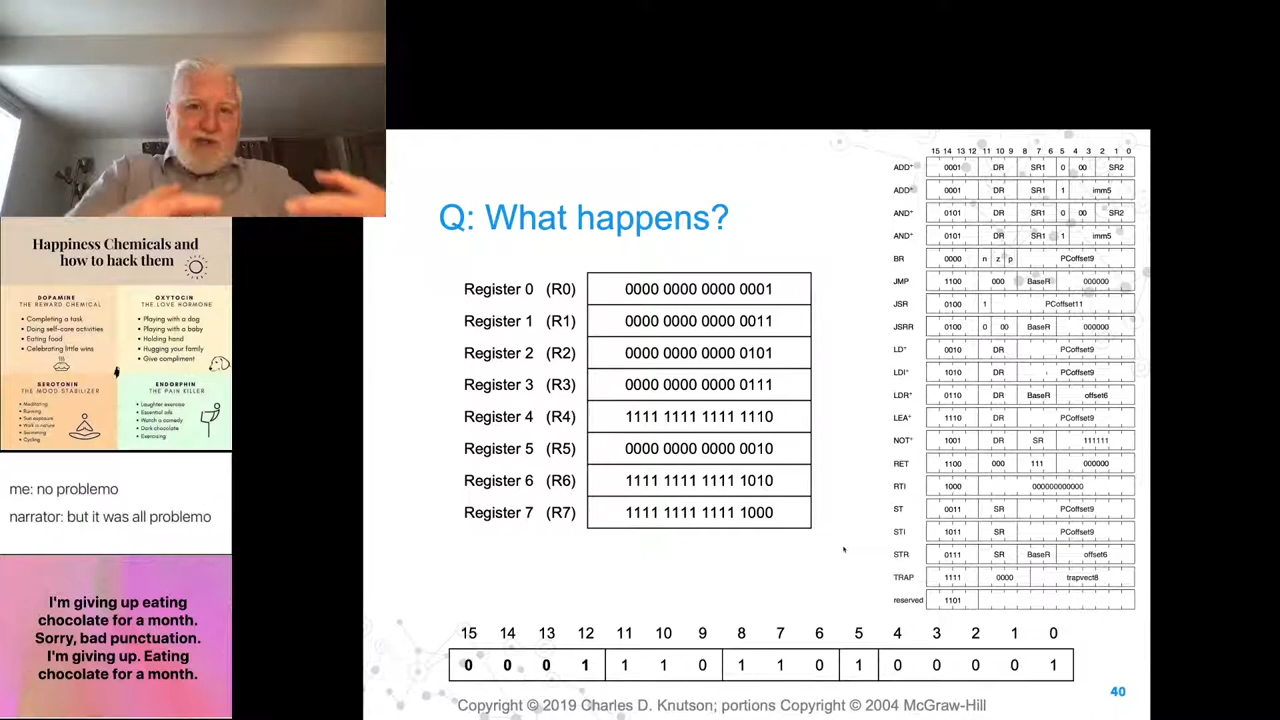 Happiness Chemicals and
how to hack them
DOPAMINE
THE REWARD CHEMICAL
• Completing a task
• Doing self-care activities
• Eating food
• Celebrating little wins
OXYTOCIN
THE LOVE HORMONE
• Playing with a dog
• Playing with a baby
• Holding hand
• Hugging your family
• Give compliment
SEROTONIN
THE MOOD STABILIZER
• Meditating
• Running
• Sun exposure
• Walk in nature
• Swimming
• Cycling
ENDORPHIN
THE PAIN KILLER
• Laughter exercise
• Essential oils
• Watch a comedy
• Dark chocolate
• Exercising
me: no problemo
narrator: but it was all problemo
I'm giving up eating
chocolate for a month.
Sorry, bad punctuation.
I'm giving up. Eating
chocolate for a month.
Q: What happens?
Register 0 (R0) 0000 0000 0000 0001
Register 1 (R1) 0000 0000 0000 0011
Register 2 (R2) 0000 0000 0000 0101
Register 3 (R3) 0000 0000 0000 0111
Register 4 (R4) 1111 1111 1111 1110
Register 5 (R5) 0000 0000 0000 0010
Register 6 (R6) 1111 1111 1111 1010
Register 7 (R7) 1111 1111 1111 1000
15 14 13 12 11 10 9 8 7 6 5 4 3 2 1 0
ADD+ 0001 DR SR1 0 00 SR2
ADD+ 0001 DR SR1 1 imm5
AND+ 0101 DR SR1 0 00 SR2
AND+ 0101 DR SR1 1 imm5
BR 0000 n z p PCoffset9
JMP 1100 000 BaseR 000000
JSR 0100 1 PCoffset11
JSRR 0100 0 00 BaseR 000000
LD+ 0010 DR PCoffset9
LDI+ 1010 DR PCoffset9
LDR+ 0110 DR BaseR offset6
LEA+ 1110 DR PCoffset9
NOT+ 1001 DR SR 111111
RET 1100 000 111 000000
RTI 1000 000000000000
ST 0011 SR PCoffset9
STI 1011 SR PCoffset9
STR 0111 SR BaseR offset6
TRAP 1111 0000 trapvect8
reserved 1101
15 14 13 12 11 10 9 8 7 6 5 4 3 2 1 0
0 0 0 1 1 1 0 1 1 0 1 0 0 0 0 1
Copyright © 2019 Charles D. Knutson; portions Copyright © 2004 McGraw-Hill
40